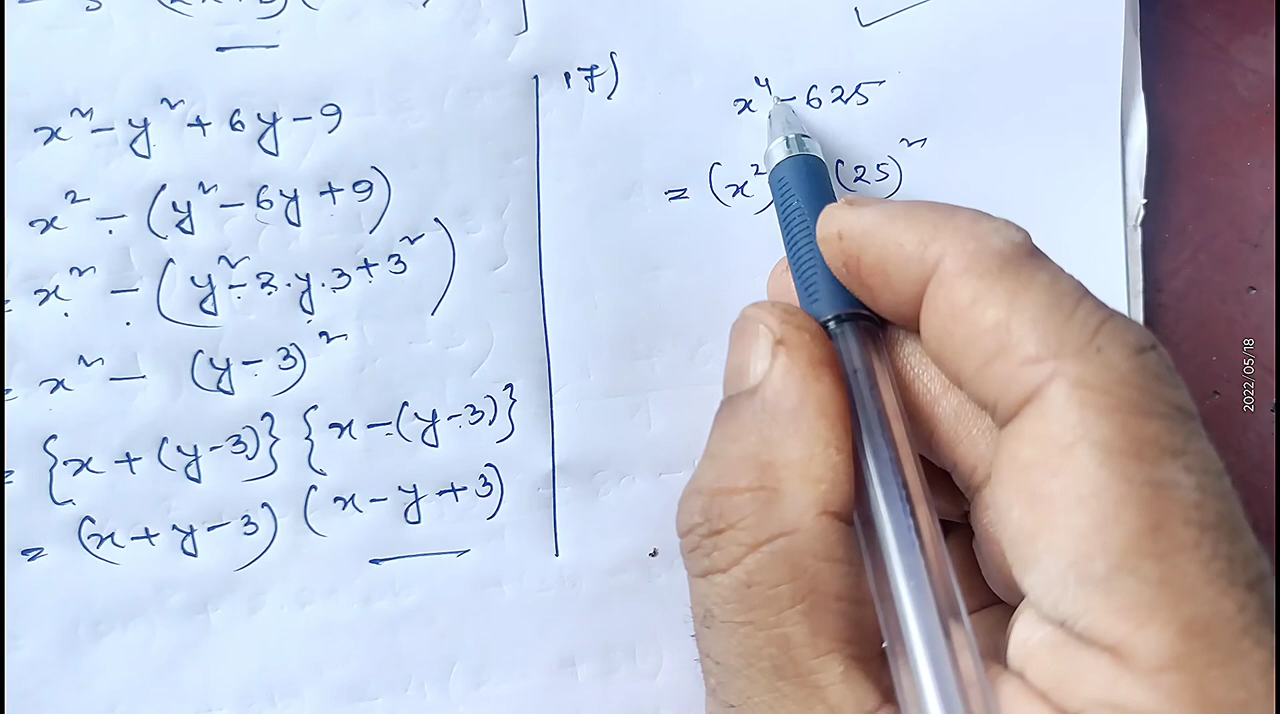 x² - y² + 6y - 9
x² - (y² - 6y + 9)
= x² - (y² - 2.y.3 + 3²)
= x² - (y - 3)²
= {x + (y - 3)} {x - (y - 3)}
= (x + y - 3) (x - y + 3)
17)
x⁴ - 625
= (x² (25)²
2022/05/18